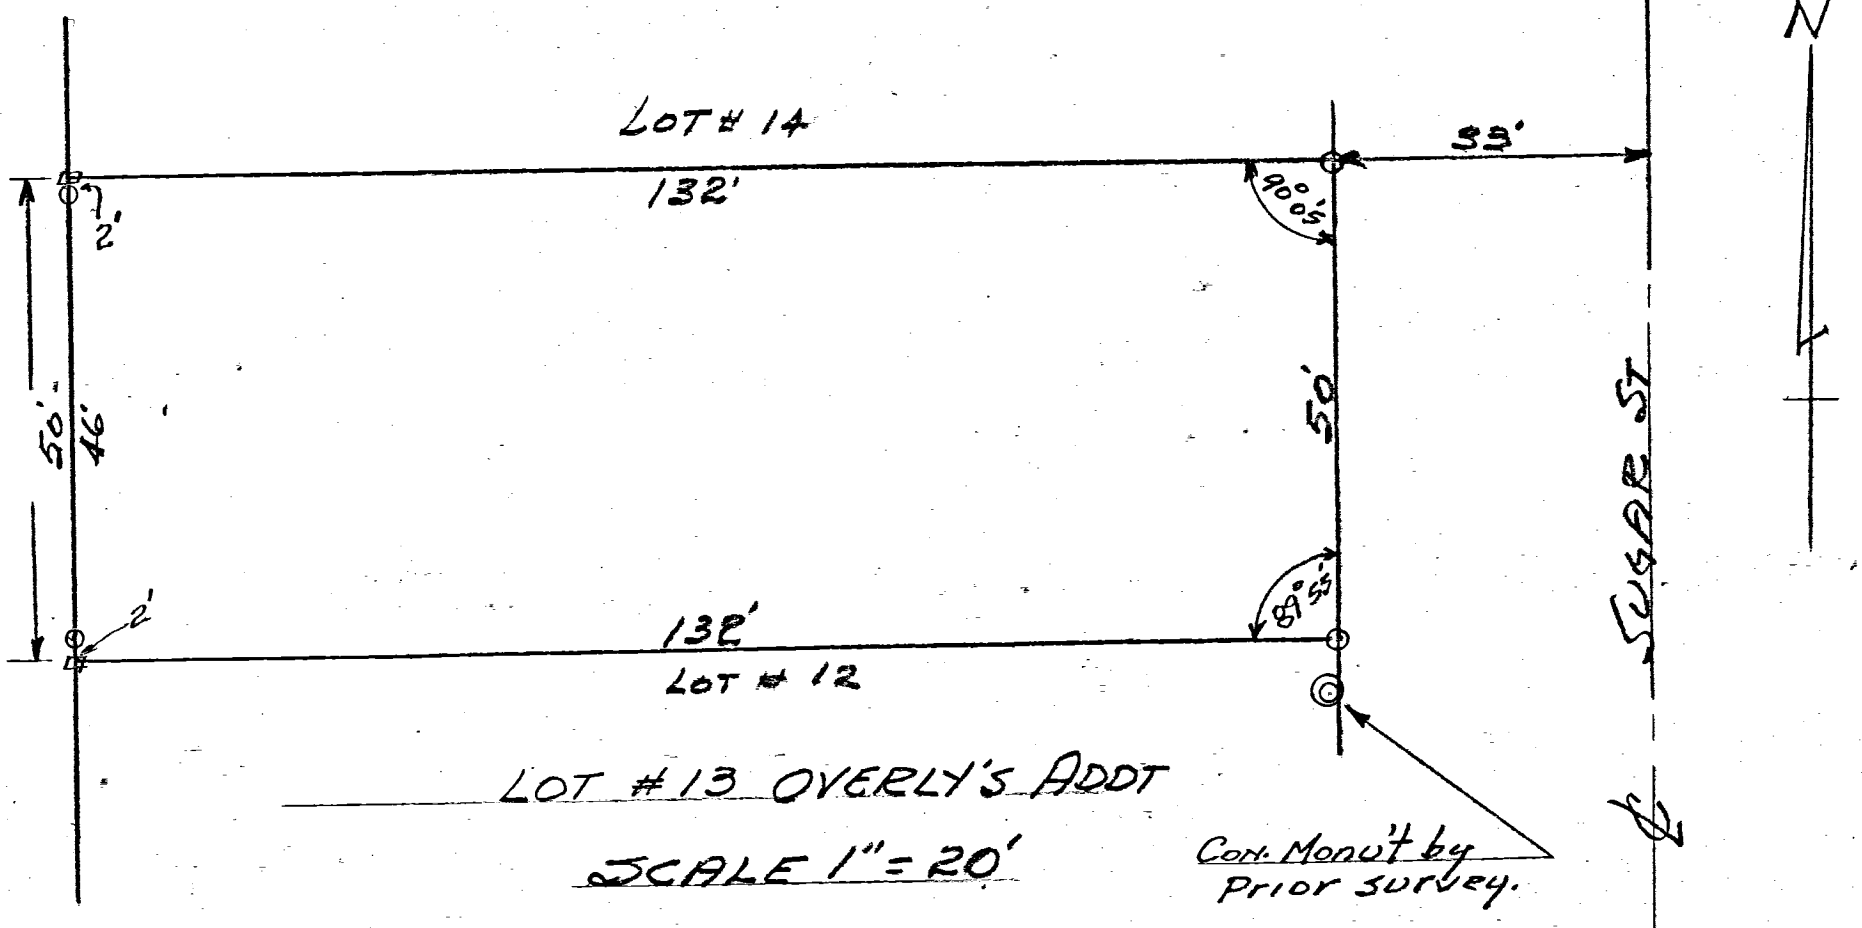 N
LOT # 14
33'
132'
90° 05'
2'
50'
46'
50'
SUGAR ST
2'
132'
89° 55'
LOT # 12
LOT #13 OVERLY'S ADDT
SCALE 1" = 20'
Con. Monu't by
Prior survey.
℄